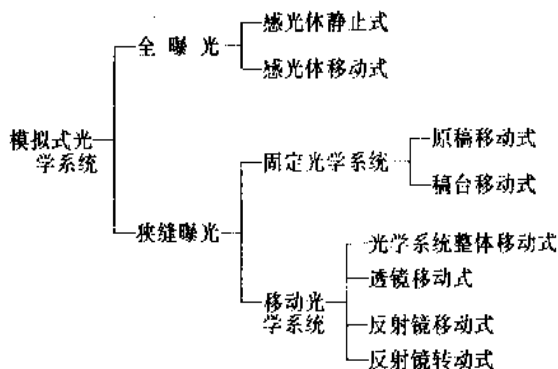 感光体静止式
全曝光
感光体移动式
模拟式光
学系统
原稿移动式
固定光学系统
稿台移动式
狭缝曝光
光学系统整体移动式
透镜移动式
移动光
学系统
反射镜移动式
反射镜转动式